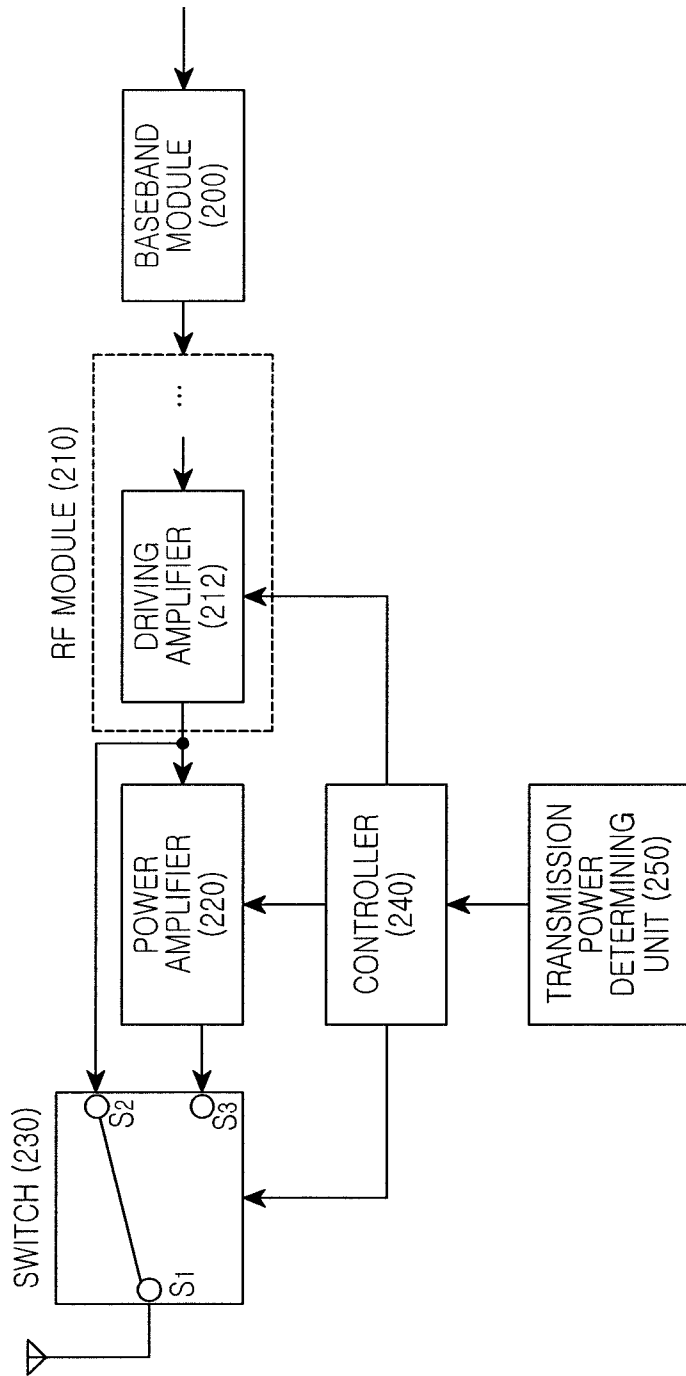 SWITCH (230)
S1
S2
S3
POWER
AMPLIFIER
(220)
RF MODULE (210)
DRIVING
AMPLIFIER
(212)
...
BASEBAND
MODULE
(200)
CONTROLLER
(240)
TRANSMISSION
POWER
DETERMINING
UNIT (250)